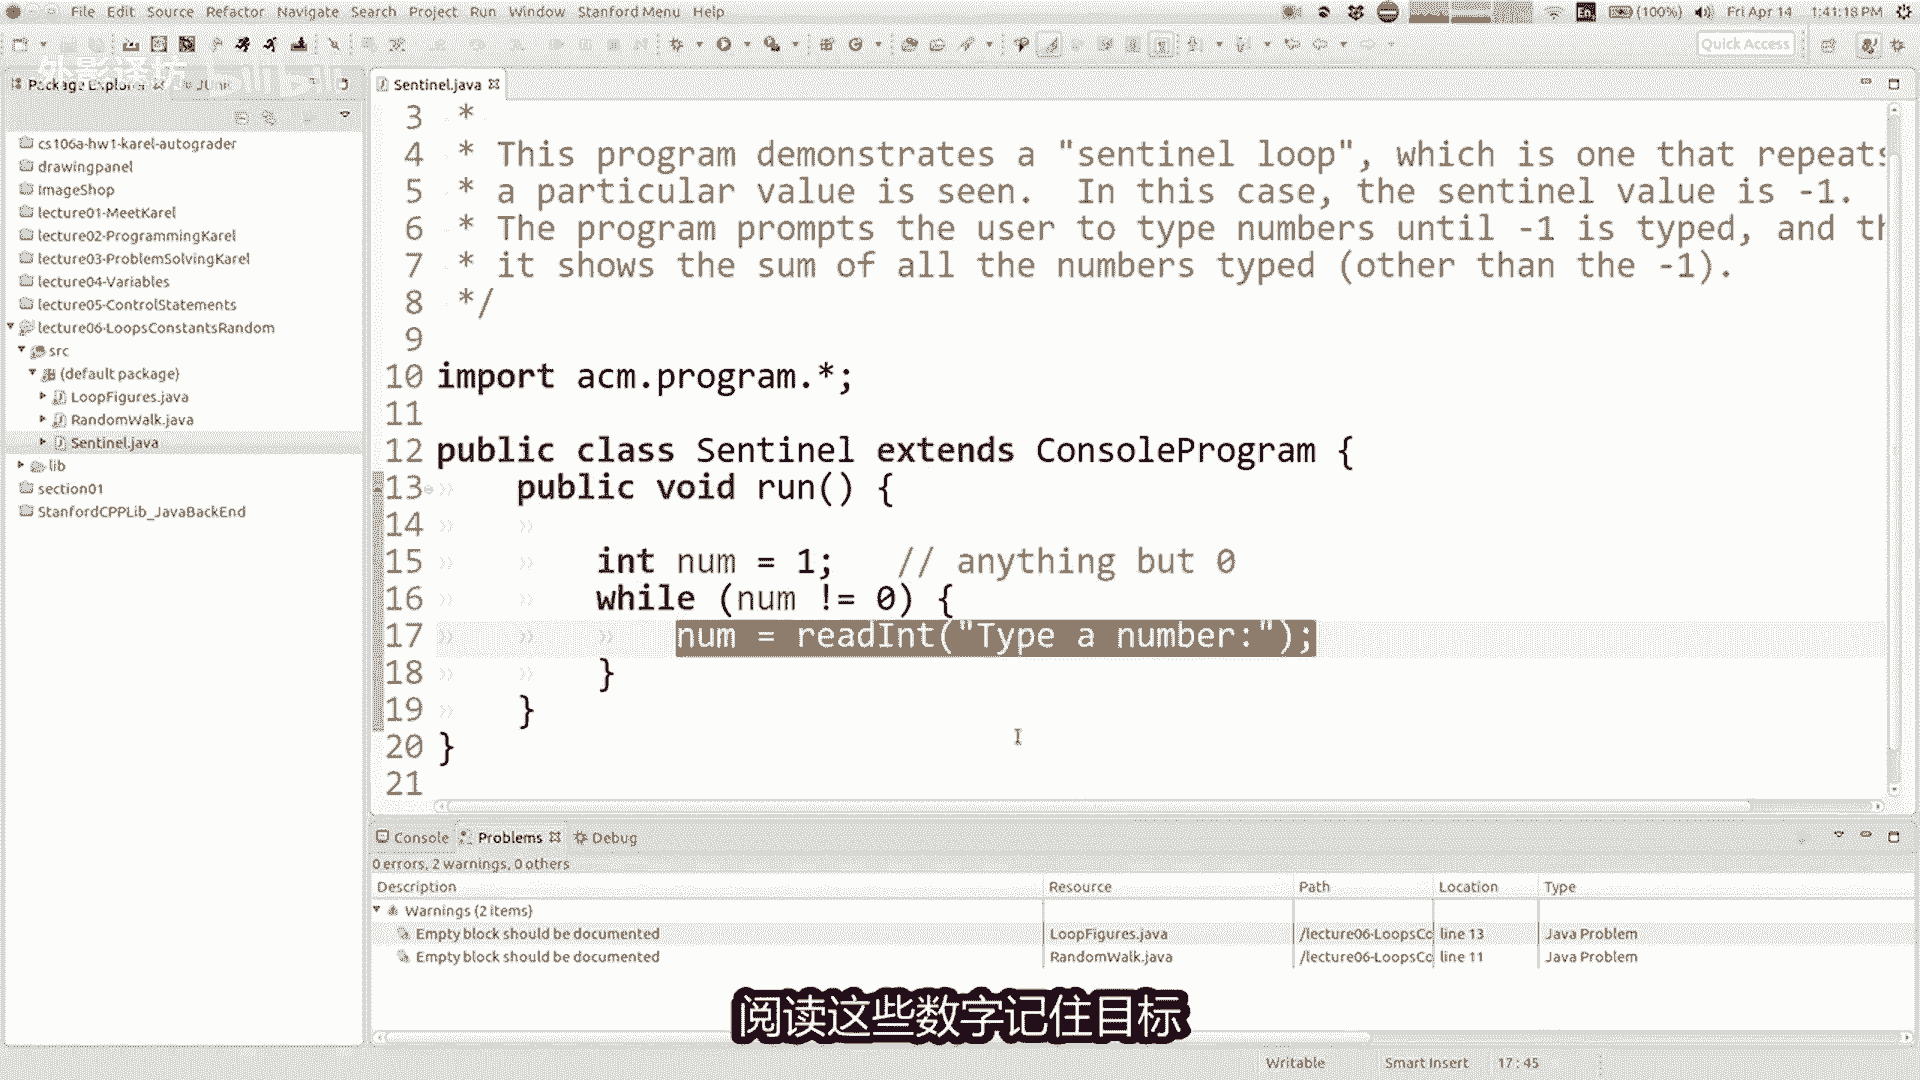 File Edit Source Refactor Navigate Search Project Run Window Stanford Menu Help
En (100%) Fri Apr 14 1:41:18 PM
Quick Access
外影译坊 bilibili
Package Explorer JUnit
Sentinel.java
cs106a-hw1-karel-autograder
drawingpanel
ImageShop
lecture01-MeetKarel
lecture02-ProgrammingKarel
lecture03-ProblemSolvingKarel
lecture04-Variables
lecture05-ControlStatements
lecture06-LoopsConstantsRandom
src
(default package)
LoopFigures.java
RandomWalk.java
Sentinel.java
lib
section01
StanfordCPPLib_JavaBackEnd
3 *
4 * This program demonstrates a "sentinel loop", which is one that repeats
5 * a particular value is seen. In this case, the sentinel value is -1.
6 * The program prompts the user to type numbers until -1 is typed, and th
7 * it shows the sum of all the numbers typed (other than the -1).
8 */
9
10 import acm.program.*;
11
12 public class Sentinel extends ConsoleProgram {
13 public void run() {
14
15 int num = 1; // anything but 0
16 while (num != 0) {
17 num = readInt("Type a number:");
18 }
19 }
20 }
21
Console Problems Debug
0 errors, 2 warnings, 0 others
Description Resource Path Location Type
Warnings (2 items)
Empty block should be documented LoopFigures.java /lecture06-LoopsCo line 13 Java Problem
Empty block should be documented RandomWalk.java /lecture06-LoopsCo line 11 Java Problem
阅读这些数字记住目标
Writable Smart Insert 17 : 45